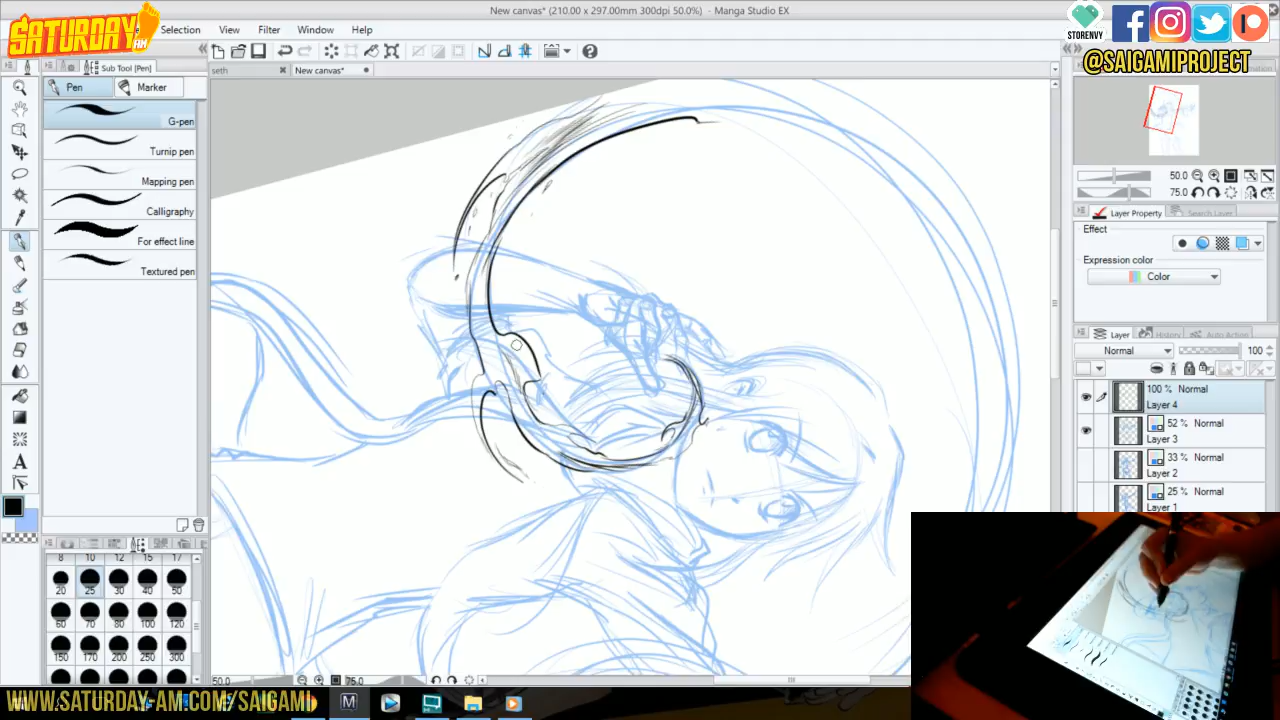 New canvas* (210.00 x 297.00mm 300dpi 50.0%) - Manga Studio EX
$ATURDAY AM
Selection View Filter Window Help
STORENVY
@SAIGAMIPROJECT
Sub Tool [Pen]
seth
New canvas*
Pen
Marker
G-pen
Turnip pen
Mapping pen
Calligraphy
For effect line
Textured pen
50.0
75.0
Layer Property
Search Layer
Effect
Expression color
Color
Layer
History
Auto Action
Normal
100
100 % Normal
Layer 4
52 % Normal
Layer 3
33 % Normal
Layer 2
25 % Normal
Layer 1
8 10 12 15 17
20 25 30 40 50
60 70 80 100 120
150 170 200 250 300
50.0
75.0
WWW.SATURDAY-AM.COM/SAIGAMI